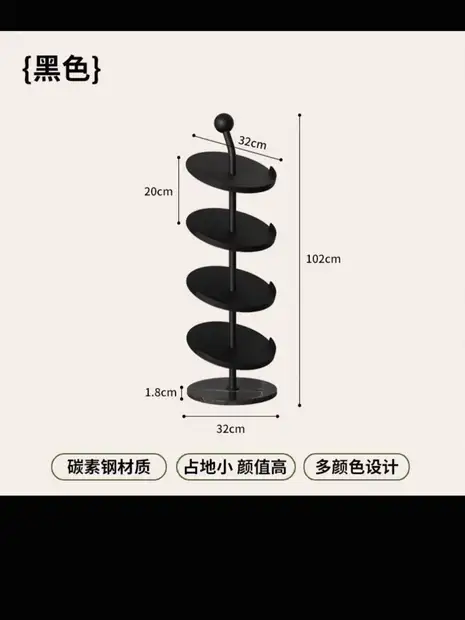 {黑色}
32cm
20cm
102cm
1.8cm
32cm
碳素钢材质
占地小 颜值高
多颜色设计